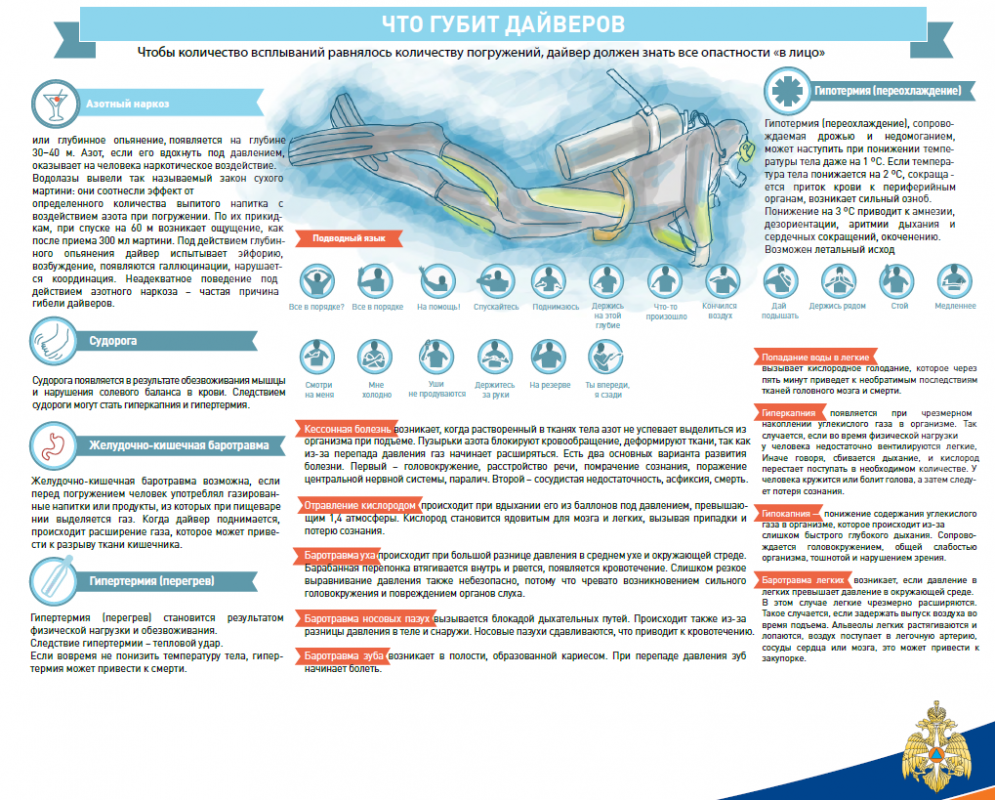 ЧТО ГУБИТ ДАЙВЕРОВ
Чтобы количество всплываний равнялось количеству погружений, дайвер должен знать все опастности «в лицо»
Азотный наркоз
или глубинное опьянение, появляется на глубине
30–40 м. Азот, если его вдохнуть под давлением,
оказывает на человека наркотическое воздействие.
Водолазы вывели так называемый закон сухого
мартини: они соотнесли эффект от
определенного количества выпитого напитка с
воздействием азота при погружении. По их прикид-
кам, при спуске на 60 м возникает ощущение, как
после приема 300 мл мартини. Под действием глубин-
ного опьянения дайвер испытывает эйфорию,
возбуждение, появляются галлюцинации, нарушает-
ся координация. Неадекватное поведение под
действием азотного наркоза – частая причина
гибели дайверов.
Судорога
Судорога появляется в результате обезвоживания мышцы
и нарушения солевого баланса в крови. Следствием
судороги могут стать гиперкапния и гипертермия.
Желудочно-кишечная баротравма
Желудочно-кишечная баротравма возможна, если
перед погружением человек употреблял газирован-
ные напитки или продукты, из которых при пищеваре
нии выделяется газ. Когда дайвер поднимается,
происходит расширение газа, которое может приве-
сти к разрыву ткани кишечника.
Гипертермия (перегрев)
Гипертермия (перегрев) становится результатом
физической нагрузки и обезвоживания.
Следствие гипертермии – тепловой удар.
Если вовремя не понизить температуру тела, гипер-
термия может привести к смерти.
Подводный язык
Все в порядке?
Все в порядке
На помощь!
Спускайтесь
Поднимаюсь
Держись
на этой
глубине
Что-то
произошло
Кончился
воздух
Дай
подышать
Держись рядом
Стой
Медленнее
Смотри
на меня
Мне
холодно
Уши
не продуваются
Держитесь
за руки
На резерве
Ты впереди,
я сзади
Кессонная болезнь возникает, когда растворенный в тканях тела азот не успевает выделиться из
организма при подъеме. Пузырьки азота блокируют кровообращение, деформируют ткани, так как
из-за перепада давления газ начинает расширяться. Есть два основных варианта развития
болезни. Первый – головокружение, расстройство речи, помрачение сознания, поражение
центральной нервной системы, паралич. Второй – сосудистая недостаточность, асфиксия, смерть.
Отравление кислородом происходит при вдыхании его из баллонов под давлением, превышаю-
щим 1,4 атмосферы. Кислород становится ядовитым для мозга и легких, вызывая припадки и
потерю сознания.
Баротравма уха происходит при большой разнице давления в среднем ухе и окружающей стреде.
Барабанная перепонка втягивается внутрь и рвется, появляется кровотечение. Слишком резкое
выравнивание давления также небезопасно, потому что чревато возникновением сильного
головокружения и повреждением органов слуха.
Баротравма носовых пазух вызывается блокадой дыхательных путей. Происходит также из-за
разницы давления в теле и снаружи. Носовые пазухи сдавливаются, что приводит к кровотечению.
Баротравма зуба возникает в полости, образованной кариесом. При перепаде давления зуб
начинает болеть.
Гипотермия (переохлаждение)
Гипотермия (переохлаждение), сопрово-
ждаемая дрожью и недомоганием,
может наступить при понижении темпе-
ратуры тела даже на 1 °С. Если темпера-
тура тела понижается на 2 °С, сокраща -
ется приток крови к периферийным
органам, возникает сильный озноб.
Понижение на 3 °С приводит к амнезии,
дезориентации, аритмии дыхания и
сердечных сокращений, окоченению.
Возможен летальный исход
Попадание воды в легкие
вызывает кислородное голодание, которое через
пять минут приведет к необратимым последствиям
тканей головного мозга и смерти.
Гиперкапния появляется при чрезмерном
накоплении углекислого газа в организме. Так
случается, если во время физической нагрузки
у человека недостаточно вентилируются легкие,
Иначе говоря, сбивается дыхание, и кислород
перестает поступать в необходимом количестве. У
человека кружится или болит голова, а затем следу-
ет потеря сознания.
Гипокапния – понижение содержания углекислого
газа в организме, которое происходит из-за
слишком быстрого глубокого дыхания. Сопрово-
ждается головокружением, общей слабостью
организма, тошнотой и нарушением зрения.
Баротравма легких возникает, если давление в
легких превышает давление в окружающей среде.
В этом случае легкие чрезмерно расширяются.
Такое случается, если задержать выпуск воздуха во
время подъема. Альвеолы легких растягиваются и
лопаются, воздух поступает в легочную артерию,
сосуды сердца или мозга, это может привести к
закупорке.